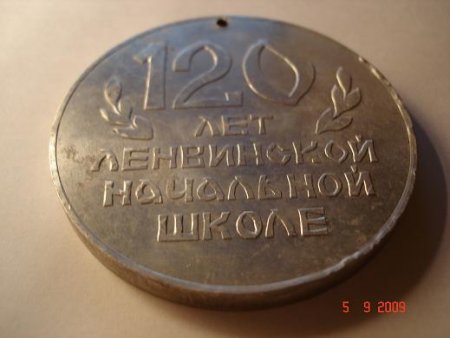 120
ЛЕТ
ЛЕНВИНСКОЙ
НАЧАЛЬНОЙ
ШКОЛЕ
5 9 2009